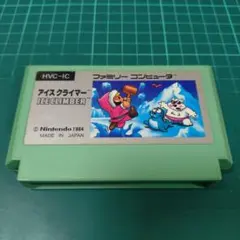 HVC-IC
ファミリー コンピュータ
アイスクライマー
ICE CLIMBER
© Nintendo 1984
MADE IN JAPAN